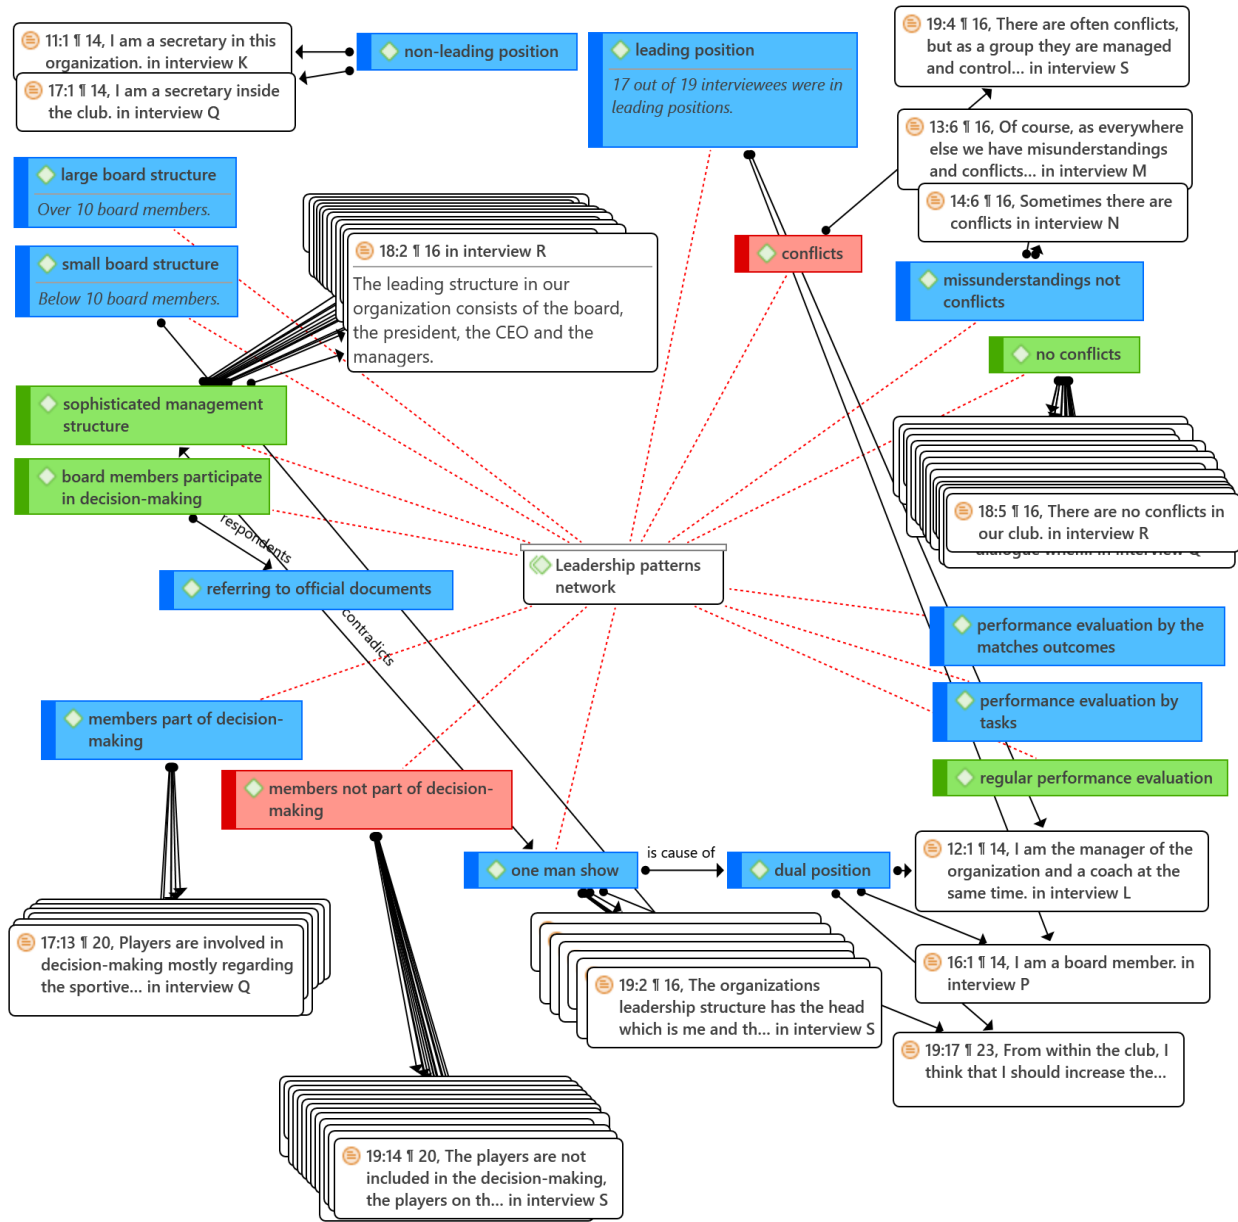 11:1 ¶ 14, I am a secretary in this
organization. in interview K
17:1 ¶ 14, I am a secretary inside
the club. in interview Q
non-leading position
leading position
17 out of 19 interviewees were in
leading positions.
19:4 ¶ 16, There are often conflicts,
but as a group they are managed
and control... in interview S
13:6 ¶ 16, Of course, as everywhere
else we have misunderstandings
and conflicts... in interview M
14:6 ¶ 16, Sometimes there are
conflicts in interview N
large board structure
Over 10 board members.
small board structure
Below 10 board members.
18:2 ¶ 16 in interview R
The leading structure in our
organization consists of the board,
the president, the CEO and the
managers.
conflicts
missunderstandings not
conflicts
no conflicts
sophisticated management
structure
board members participate
in decision-making
respondents
referring to official documents
contradicts
18:5 ¶ 16, There are no conflicts in
our club. in interview R
Leadership patterns
network
performance evaluation by the
matches outcomes
performance evaluation by
tasks
regular performance evaluation
members part of decision-
making
members not part of decision-
making
one man show
is cause of
dual position
12:1 ¶ 14, I am the manager of the
organization and a coach at the
same time. in interview L
16:1 ¶ 14, I am a board member. in
interview P
19:17 ¶ 23, From within the club, I
think that I should increase the...
17:13 ¶ 20, Players are involved in
decision-making mostly regarding
the sportive... in interview Q
19:2 ¶ 16, The organizations
leadership structure has the head
which is me and th... in interview S
19:14 ¶ 20, The players are not
included in the decision-making,
the players on th... in interview S